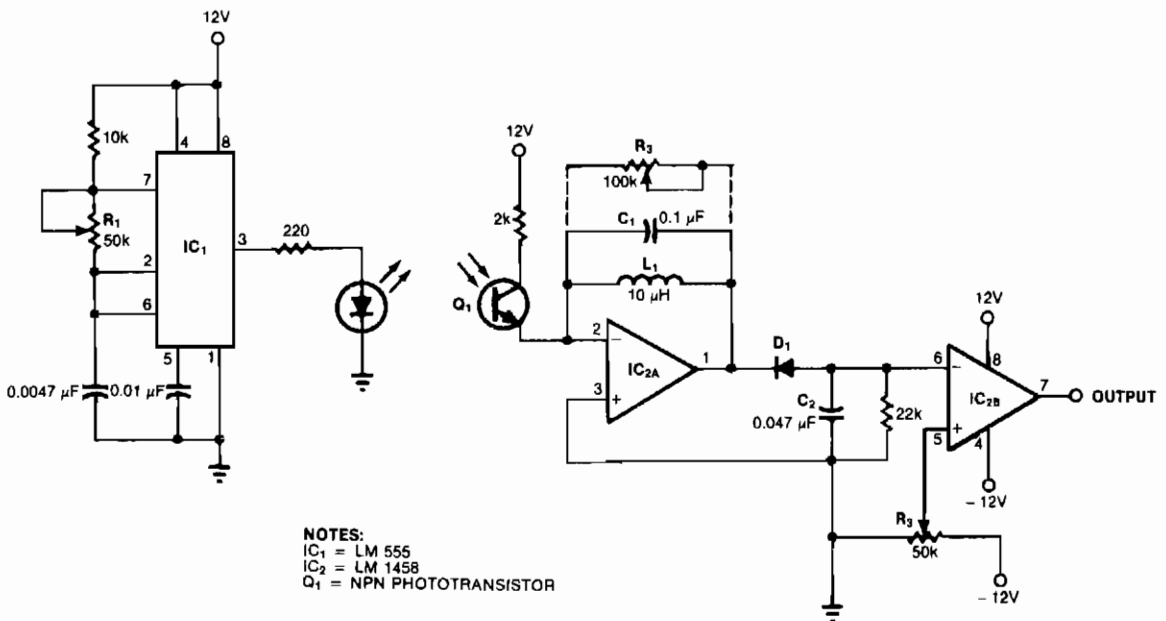 12V
10k
4
8
7
R1
50k
IC1
3
220
2
6
5
1
0.0047 µF
0.01 µF
12V
2k
Q1
R3
100k
C1
0.1 µF
L1
10 µH
2
−
3
+
IC2A
1
D1
C2
0.047 µF
22k
12V
6
−
8
IC2B
7
OUTPUT
+
5
4
− 12V
R3
50k
− 12V
NOTES:
IC1 = LM 555
IC2 = LM 1458
Q1 = NPN PHOTOTRANSISTOR